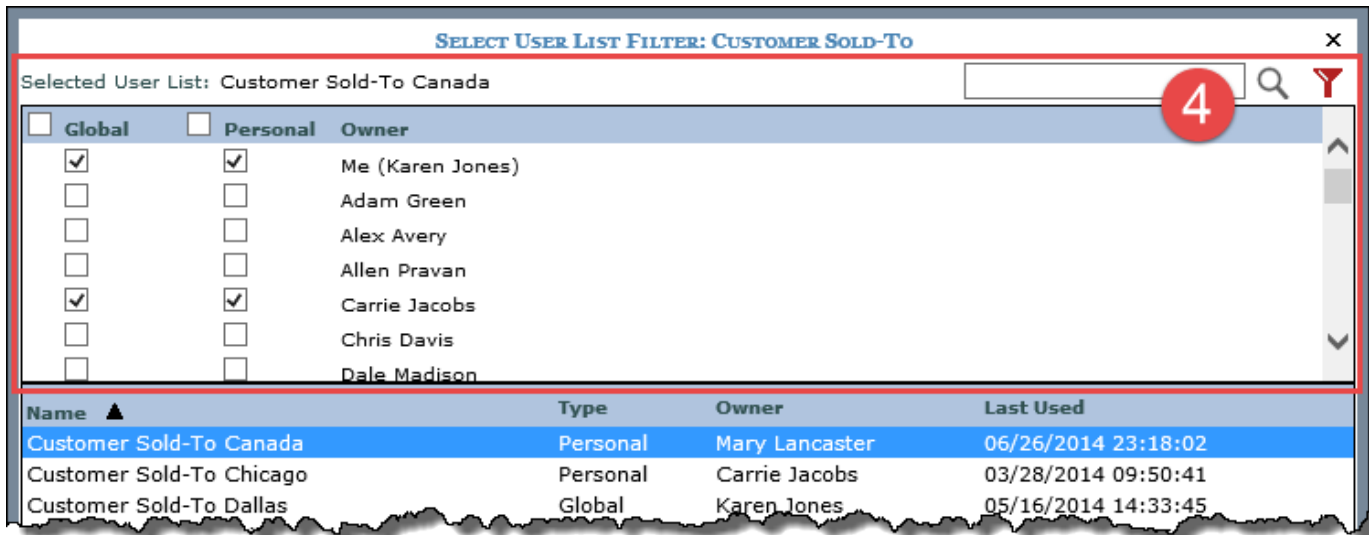 SELECT USER LIST FILTER: CUSTOMER SOLD-TO
Selected User List: Customer Sold-To Canada
4
Global Personal Owner
Me (Karen Jones)
Adam Green
Alex Avery
Allen Pravan
Carrie Jacobs
Chris Davis
Dale Madison
Name Type Owner Last Used
Customer Sold-To Canada Personal Mary Lancaster 06/26/2014 23:18:02
Customer Sold-To Chicago Personal Carrie Jacobs 03/28/2014 09:50:41
Customer Sold-To Dallas Global Karen Jones 05/16/2014 14:33:45